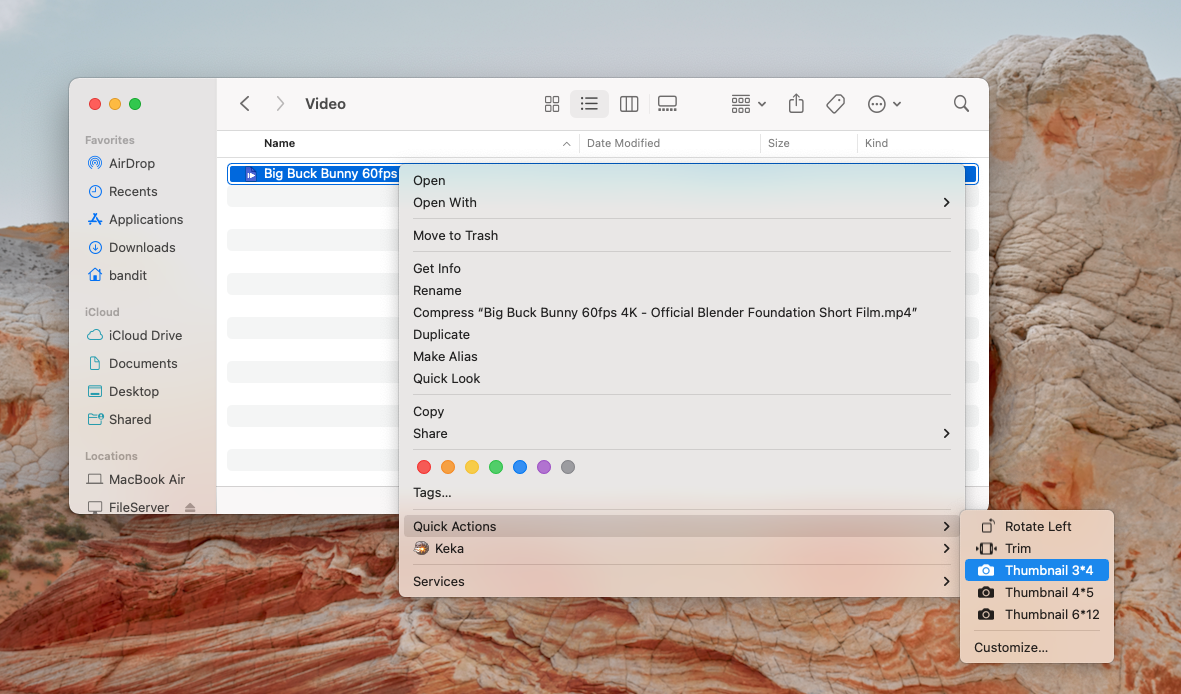 Video
Favorites
AirDrop
Recents
Applications
Downloads
bandit
iCloud
iCloud Drive
Documents
Desktop
Shared
Locations
MacBook Air
FileServer
Name
Date Modified
Size
Kind
Big Buck Bunny 60fps
Open
Open With
Move to Trash
Get Info
Rename
Compress “Big Buck Bunny 60fps 4K - Official Blender Foundation Short Film.mp4”
Duplicate
Make Alias
Quick Look
Copy
Share
Tags...
Quick Actions
Keka
Services
Rotate Left
Trim
Thumbnail 3*4
Thumbnail 4*5
Thumbnail 6*12
Customize...